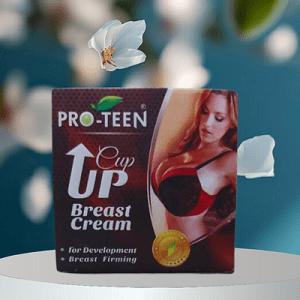 PRO-TEEN®
Cup
UP
Breast
Cream
• for Development
• Breast Firming